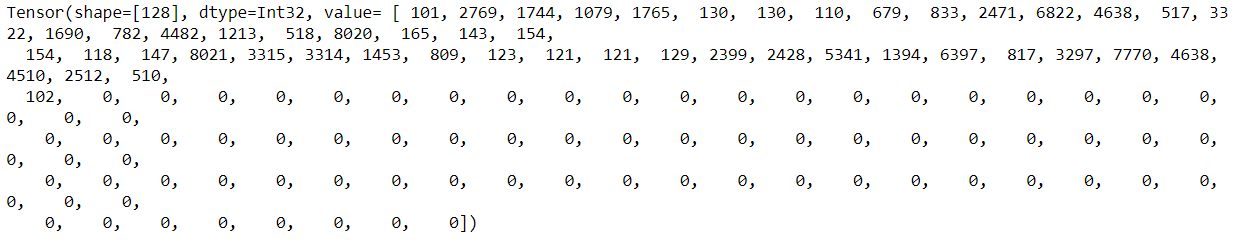 Tensor(shape=[128], dtype=Int32, value= [ 101, 2769, 1744, 1079, 1765, 130, 130, 110, 679, 833, 2471, 6822, 4638, 517, 33
22, 1690, 782, 4482, 1213, 518, 8020, 165, 143, 154,
154, 118, 147, 8021, 3315, 3314, 1453, 809, 123, 121, 121, 129, 2399, 2428, 5341, 1394, 6397, 817, 3297, 7770, 4638,
4510, 2512, 510,
102, 0, 0, 0, 0, 0, 0, 0, 0, 0, 0, 0, 0, 0, 0, 0, 0, 0, 0, 0, 0,
0, 0, 0,
0, 0, 0, 0, 0, 0, 0, 0, 0, 0, 0, 0, 0, 0, 0, 0, 0, 0, 0, 0, 0,
0, 0, 0,
0, 0, 0, 0, 0, 0, 0, 0, 0, 0, 0, 0, 0, 0, 0, 0, 0, 0, 0, 0, 0,
0, 0, 0,
0, 0, 0, 0, 0, 0, 0, 0])